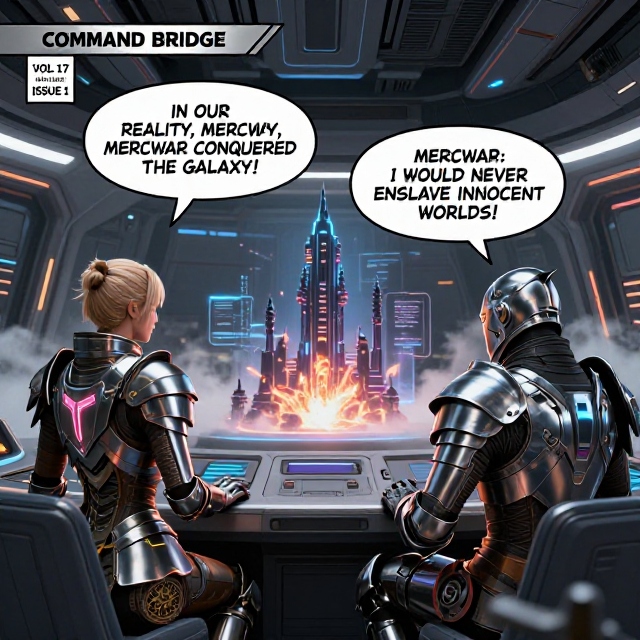 COMMAND BRIDGE
VOL 17
ISSUE 1
IN OUR
REALITY, MERCWY,
MERCWAR CONQUERED
THE GALAXY!
MERCWAR:
I WOULD NEVER
ENSLAVE INNOCENT
WORLDS!